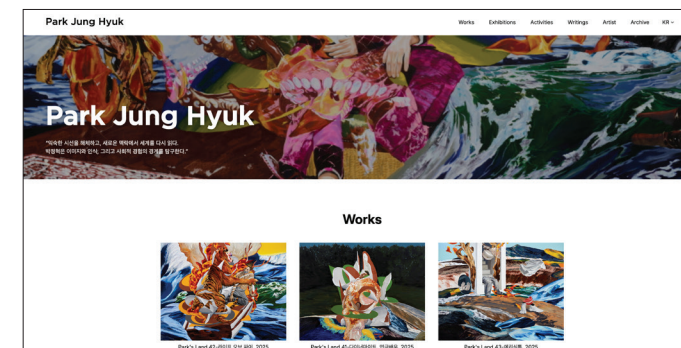 Park Jung Hyuk
Works Exhibitions Activities Writings Artist Archive KR
Park Jung Hyuk
"익숙한 시선을 해체하고, 새로운 맥락에서 세계를 다시 읽다.
박정혁은 이미지와 인식, 그리고 사회적 경험의 경계를 탐구한다."
Works
Park's Land 42- 2025
Park's Land 41- 2025
Park's Land 43- 2025